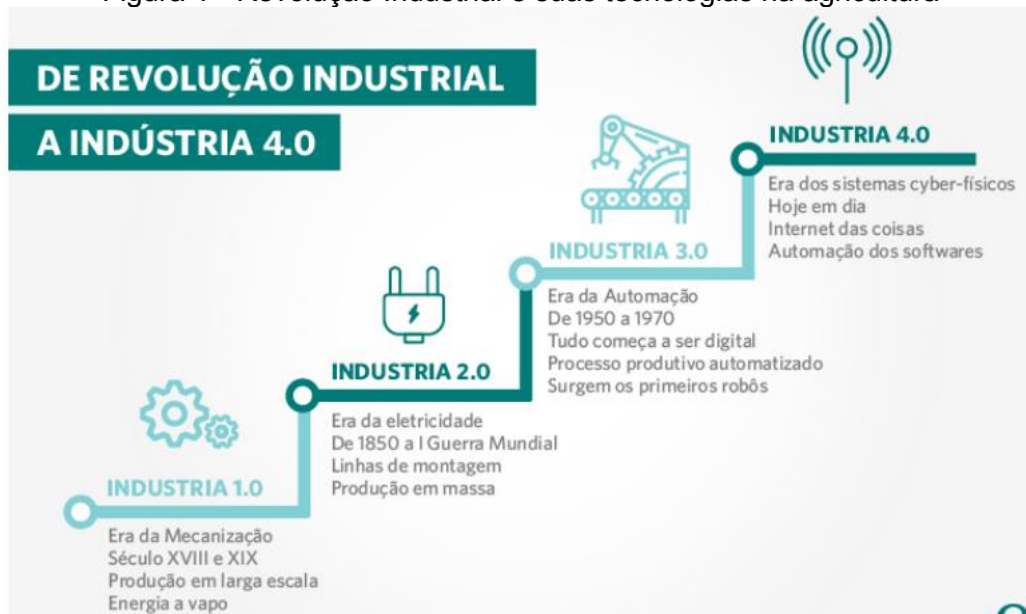 DE REVOLUÇÃO INDUSTRIAL
A INDÚSTRIA 4.0
INDUSTRIA 4.0
Era dos sistemas cyber-físicos
Hoje em dia
Internet das coisas
Automação dos softwares
INDUSTRIA 3.0
Era da Automação
De 1950 a 1970
Tudo começa a ser digital
Processo produtivo automatizado
Surgem os primeiros robôs
INDUSTRIA 2.0
Era da eletricidade
De 1850 a I Guerra Mundial
Linhas de montagem
Produção em massa
INDUSTRIA 1.0
Era da Mecanização
Século XVIII e XIX
Produção em larga escala
Energia a vapo